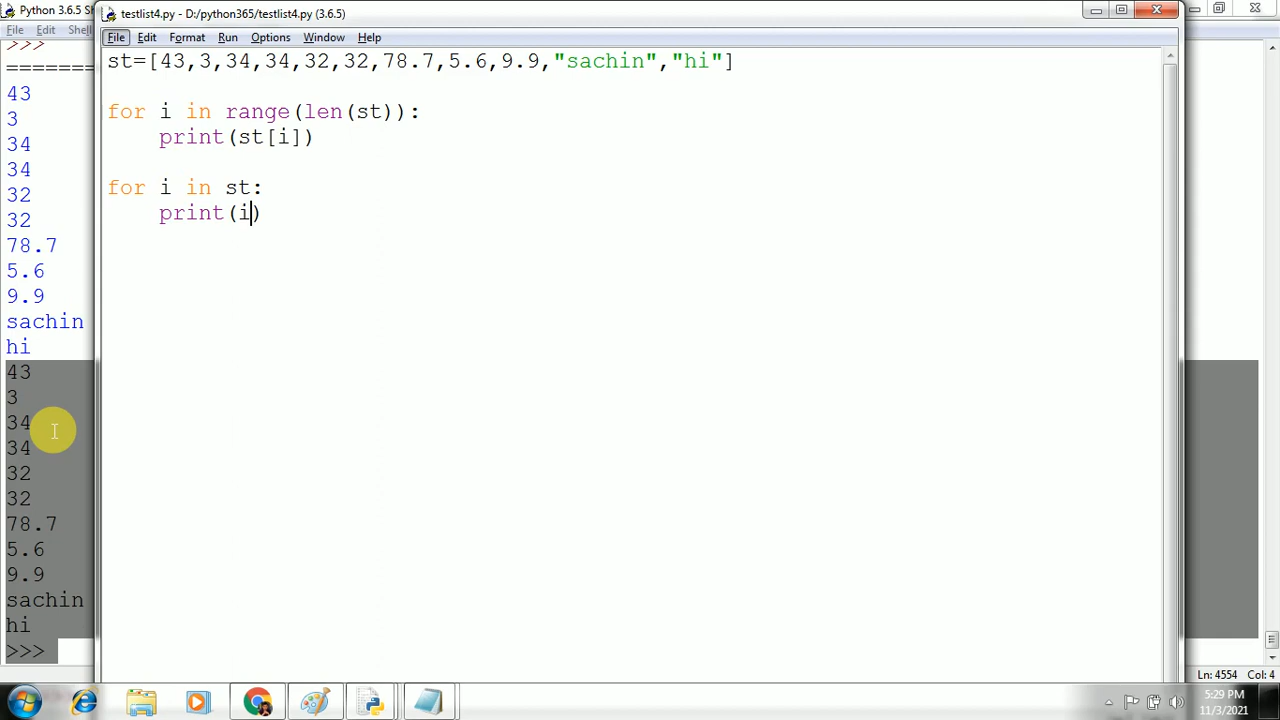 Python 3.6.5 Sh
testlist4.py - D:/python365/testlist4.py (3.6.5)
File Edit Shel
File Edit Format Run Options Window Help
>>>
=======
43
3
34
34
32
32
78.7
5.6
9.9
sachin
hi
43
3
34
34
32
32
78.7
5.6
9.9
sachin
hi
>>>
st=[43,3,34,34,32,32,78.7,5.6,9.9,"sachin","hi"]
for i in range(len(st)):
print(st[i])
for i in st:
print(i)
Ln: 4554 Col: 4
5:29 PM
11/3/2021